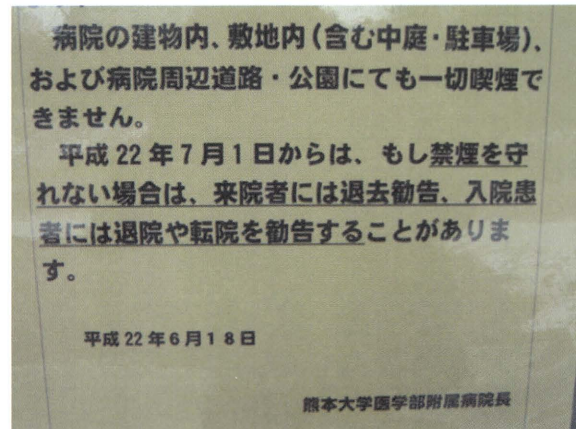 病院の建物内、敷地内(含む中庭・駐車場)、
および病院周辺道路・公園にても一切喫煙で
きません。
平成22年7月1日からは、もし禁煙を守
れない場合は、来院者には退去勧告、入院患
者には退院や転院を勧告することがありま
す。
平成22年6月18日
熊本大学医学部附属病院長